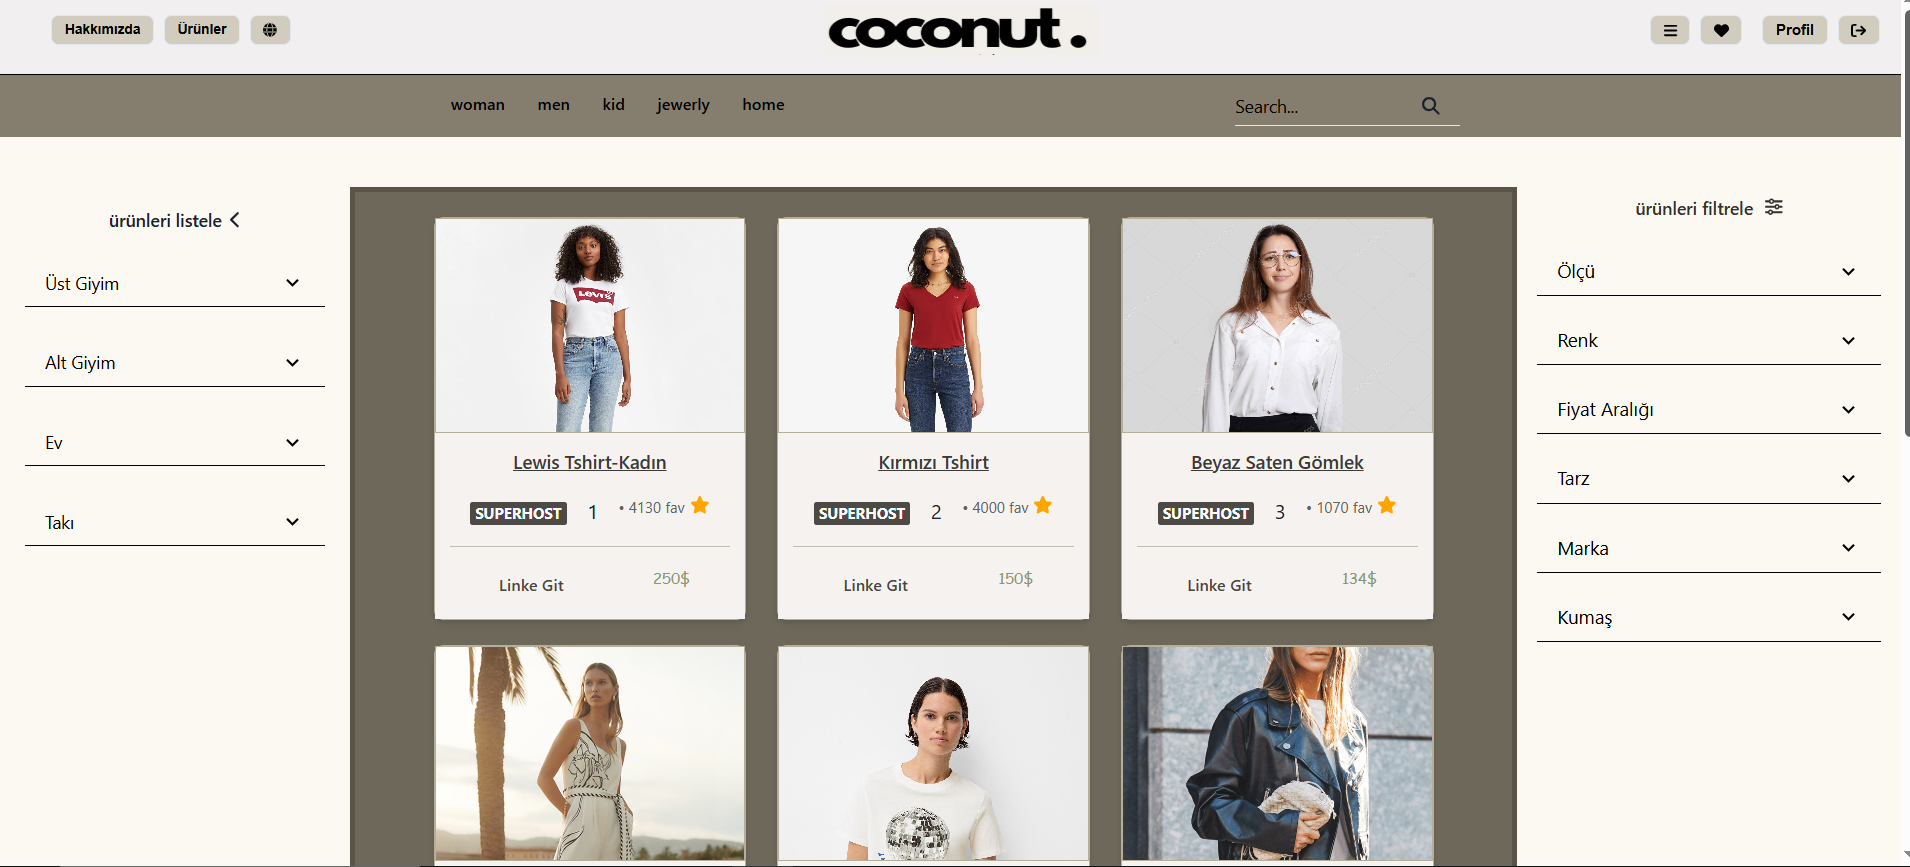 Hakkımızda
Ürünler
coconut.
Profil
woman men kid jewerly home
Search...
ürünleri listele
Üst Giyim
Alt Giyim
Ev
Takı
LEVI'S
Lewis Tshirt-Kadın
SUPERHOST 1 • 4130 fav
Linke Git 250$
Kırmızı Tshirt
SUPERHOST 2 • 4000 fav
Linke Git 150$
Beyaz Saten Gömlek
SUPERHOST 3 • 1070 fav
Linke Git 134$
ürünleri filtrele
Ölçü
Renk
Fiyat Aralığı
Tarz
Marka
Kumaş